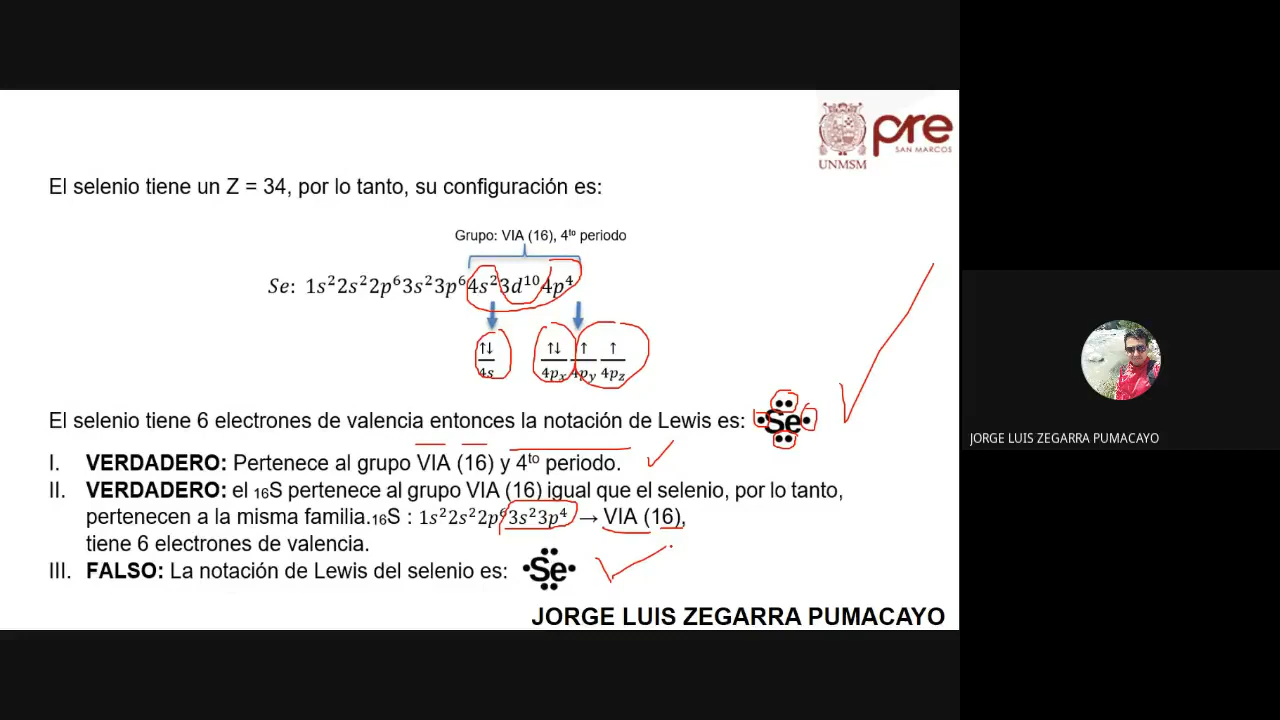 UNMSM
pre
SAN MARCOS
El selenio tiene un Z = 34, por lo tanto, su configuración es:
Grupo: VIA (16), 4ᵗᵒ periodo
Se: 1s²2s²2p⁶3s²3p⁶4s²3d¹⁰4p⁴
↑↓ ↑↓ ↑ ↑
4s 4pₓ 4p_y 4p_z
El selenio tiene 6 electrones de valencia entonces la notación de Lewis es: Se
I. VERDADERO: Pertenece al grupo VIA (16) y 4ᵗᵒ periodo.
II. VERDADERO: el ₁₆S pertenece al grupo VIA (16) igual que el selenio, por lo tanto,
pertenecen a la misma familia.₁₆S : 1s²2s²2p⁶3s²3p⁴ → VIA (16),
tiene 6 electrones de valencia.
III. FALSO: La notación de Lewis del selenio es: Se
JORGE LUIS ZEGARRA PUMACAYO
JORGE LUIS ZEGARRA PUMACAYO